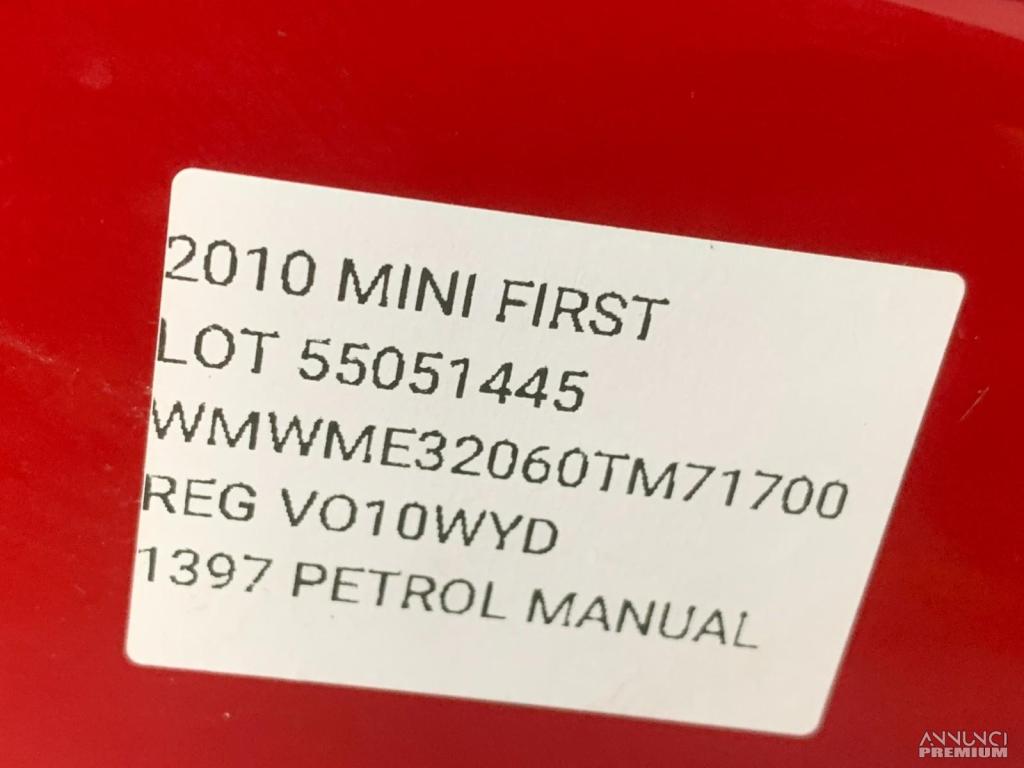 2010 MINI FIRST
LOT 55051445
WMWME32060TM71700
REG VO10WYD
1397 PETROL MANUAL
ANNUNCI
PREMIUM